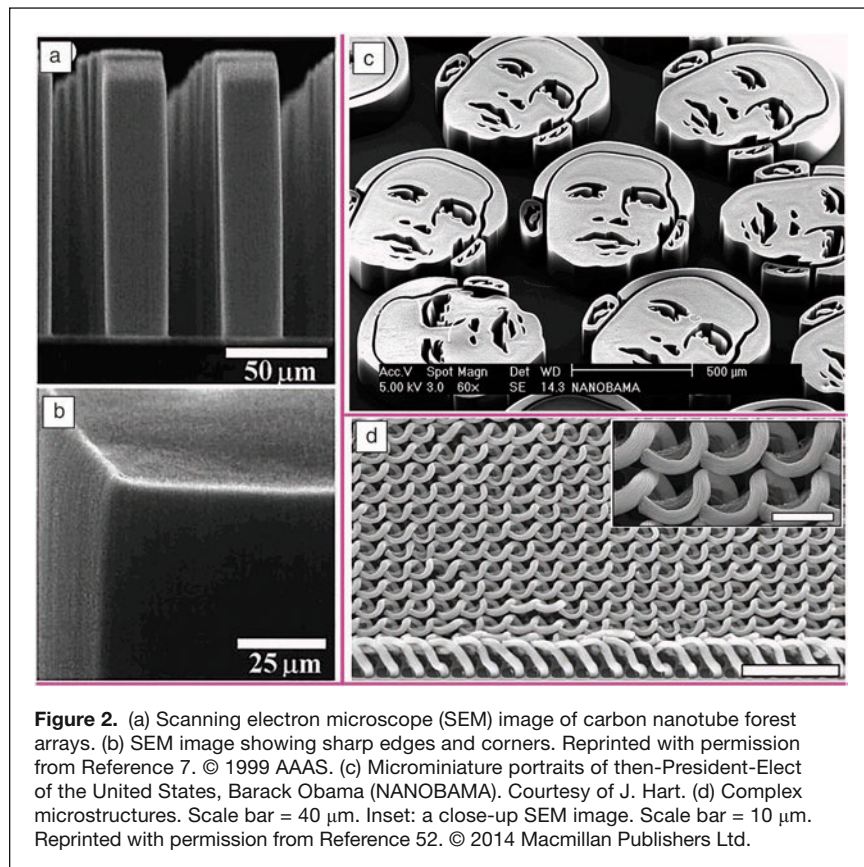 a
50 μm
b
25 μm
c
Acc.V Spot Magn Det WD 500 μm
5.00 kV 3.0 60× SE 14.3 NANOBAMA
d
Figure 2. (a) Scanning electron microscope (SEM) image of carbon nanotube forest
arrays. (b) SEM image showing sharp edges and corners. Reprinted with permission
from Reference 7. © 1999 AAAS. (c) Microminiature portraits of then-President-Elect
of the United States, Barack Obama (NANOBAMA). Courtesy of J. Hart. (d) Complex
microstructures. Scale bar = 40 μm. Inset: a close-up SEM image. Scale bar = 10 μm.
Reprinted with permission from Reference 52. © 2014 Macmillan Publishers Ltd.